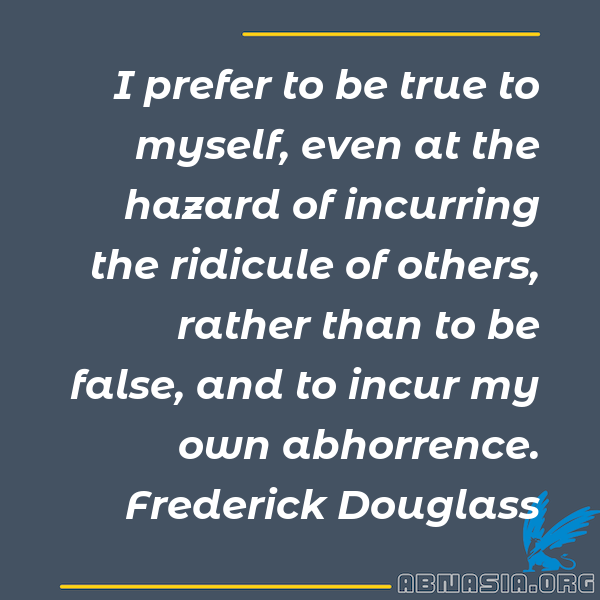 I prefer to be true to
myself, even at the
hazard of incurring
the ridicule of others,
rather than to be
false, and to incur my
own abhorrence.
Frederick Douglass
ABNASIA.ORG